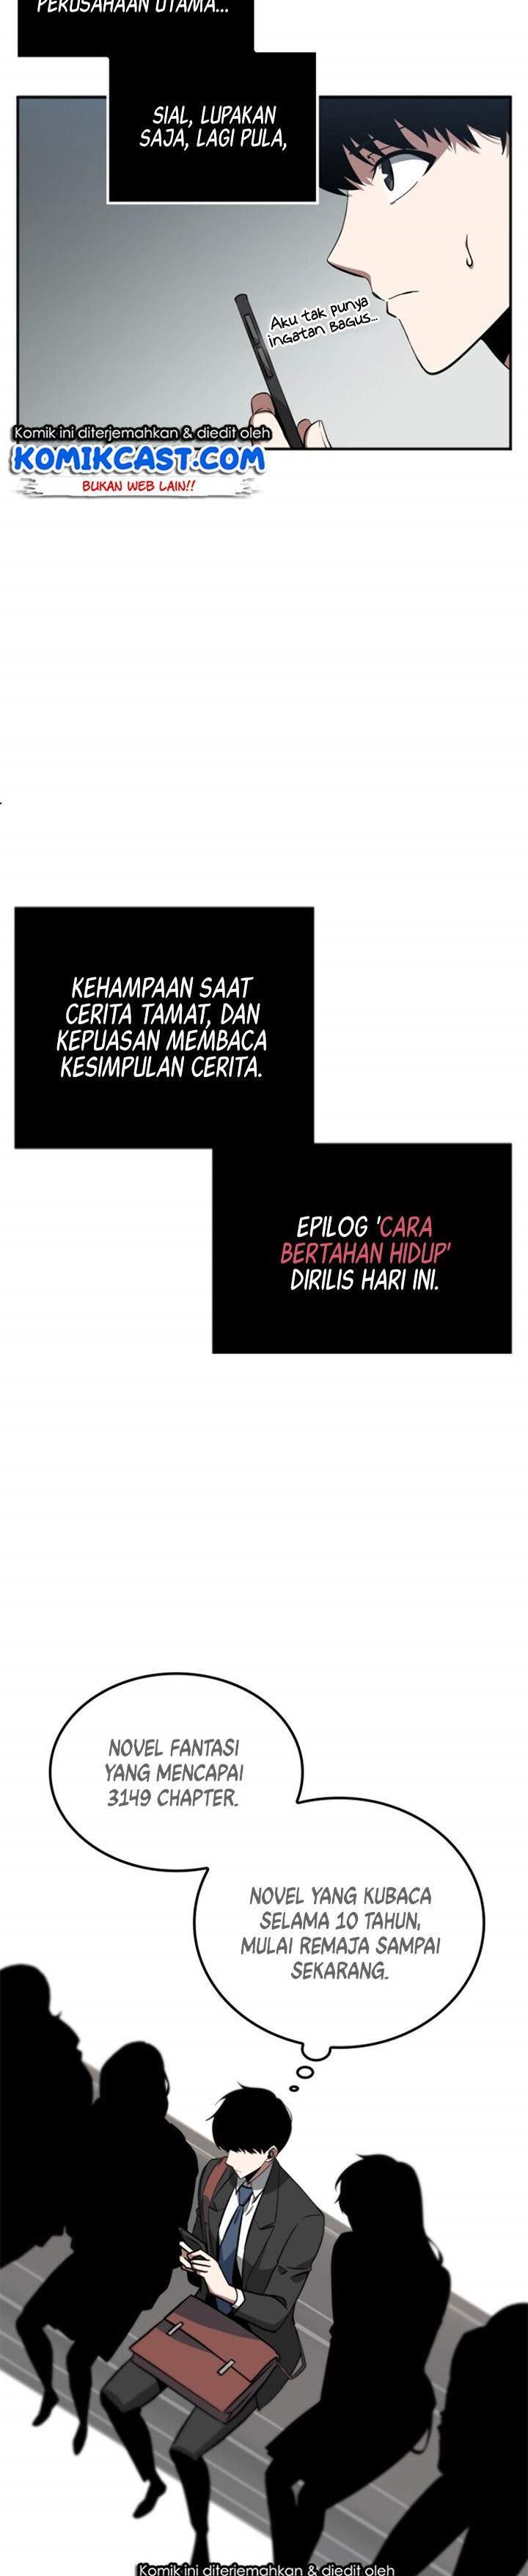 PERUSAHAAN UTAMA...
SIAL, LUPAKAN
SAJA, LAGI PULA,
Aku tak punya
ingatan bagus...
Komik ini diterjemahkan & diedit oleh
KOMIKCAST.COM
BUKAN WEB LAIN!!
KEHAMPAAN SAAT
CERITA TAMAT, DAN
KEPUASAN MEMBACA
KESIMPULAN CERITA.
EPILOG 'CARA
BERTAHAN HIDUP'
DIRILIS HARI INI.
NOVEL FANTASI
YANG MENCAPAI
3149 CHAPTER.
NOVEL YANG KUBACA
SELAMA 10 TAHUN,
MULAI REMAJA SAMPAI
SEKARANG.
Komik ini diterjemahkan & diedit oleh